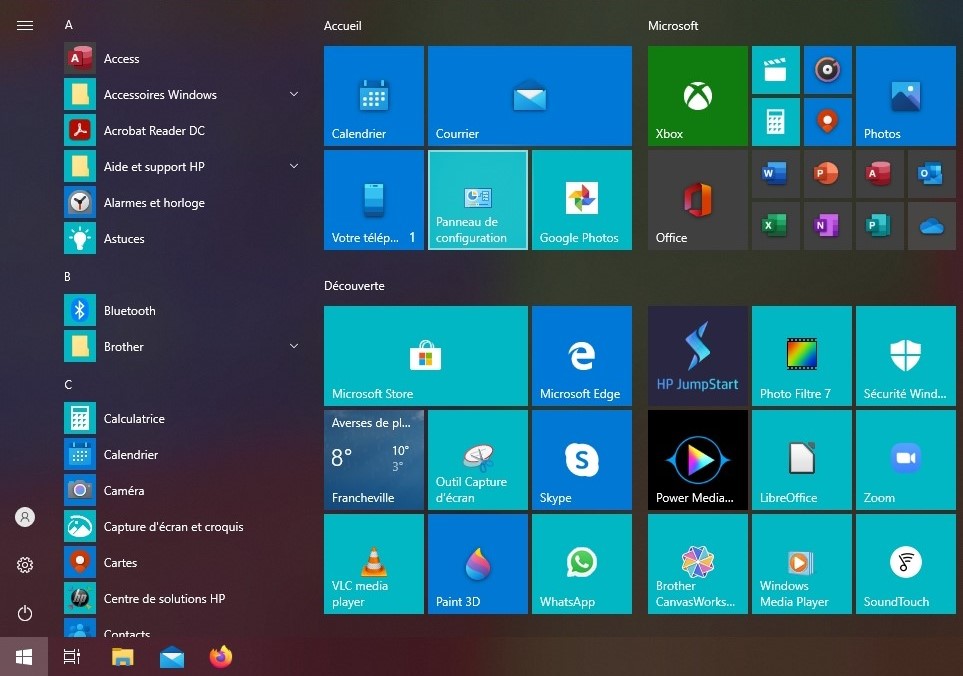 A
Access
Accessoires Windows
Acrobat Reader DC
Aide et support HP
Alarmes et horloge
Astuces
B
Bluetooth
Brother
C
Calculatrice
Calendrier
Caméra
Capture d'écran et croquis
Cartes
Centre de solutions HP
Contacts
Accueil
Calendrier
Courrier
Votre télép... 1
Panneau de
configuration
Google Photos
Microsoft
Xbox
Photos
Office
Découverte
Microsoft Store
Microsoft Edge
Averses de pl...
8°
10°
3°
Francheville
Outil Capture
d'écran
Skype
VLC media
player
Paint 3D
WhatsApp
HP JumpStart
Photo Filtre 7
Sécurité Wind...
Power Media...
LibreOffice
Zoom
Brother
CanvasWorks...
Windows
Media Player
SoundTouch